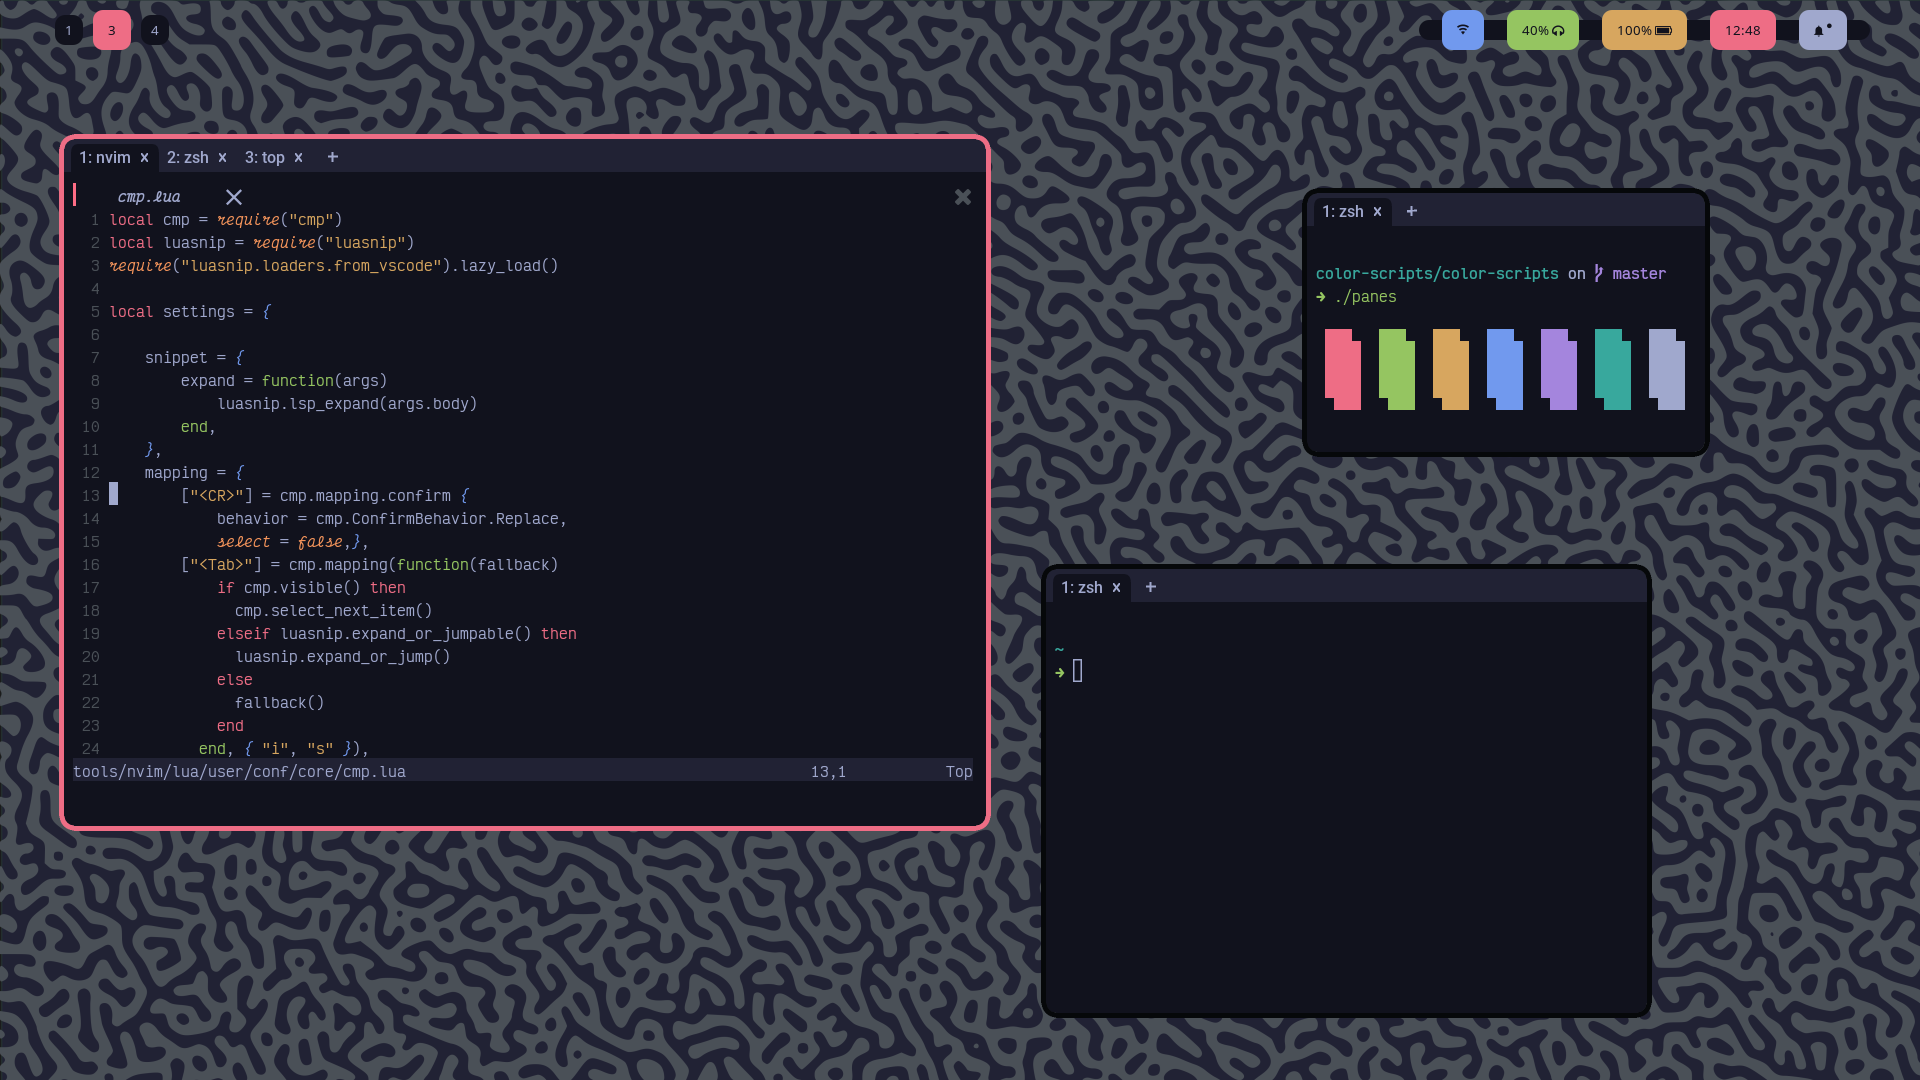 1 3 4
40% 100% 12:48
1: nvim x 2: zsh x 3: top x +
cmp.lua
1 local cmp = require("cmp")
2 local luasnip = require("luasnip")
3 require("luasnip.loaders.from_vscode").lazy_load()
4
5 local settings = {
6
7     snippet = {
8         expand = function(args)
9             luasnip.lsp_expand(args.body)
10         end,
11     },
12     mapping = {
13         ["<CR>"] = cmp.mapping.confirm {
14             behavior = cmp.ConfirmBehavior.Replace,
15             select = false,},
16         ["<Tab>"] = cmp.mapping(function(fallback)
17             if cmp.visible() then
18               cmp.select_next_item()
19             elseif luasnip.expand_or_jumpable() then
20               luasnip.expand_or_jump()
21             else
22               fallback()
23             end
24           end, { "i", "s" }),
tools/nvim/lua/user/conf/core/cmp.lua 13,1 Top
1: zsh x +
color-scripts/color-scripts on master
➜ ./panes
1: zsh x +
~
➜